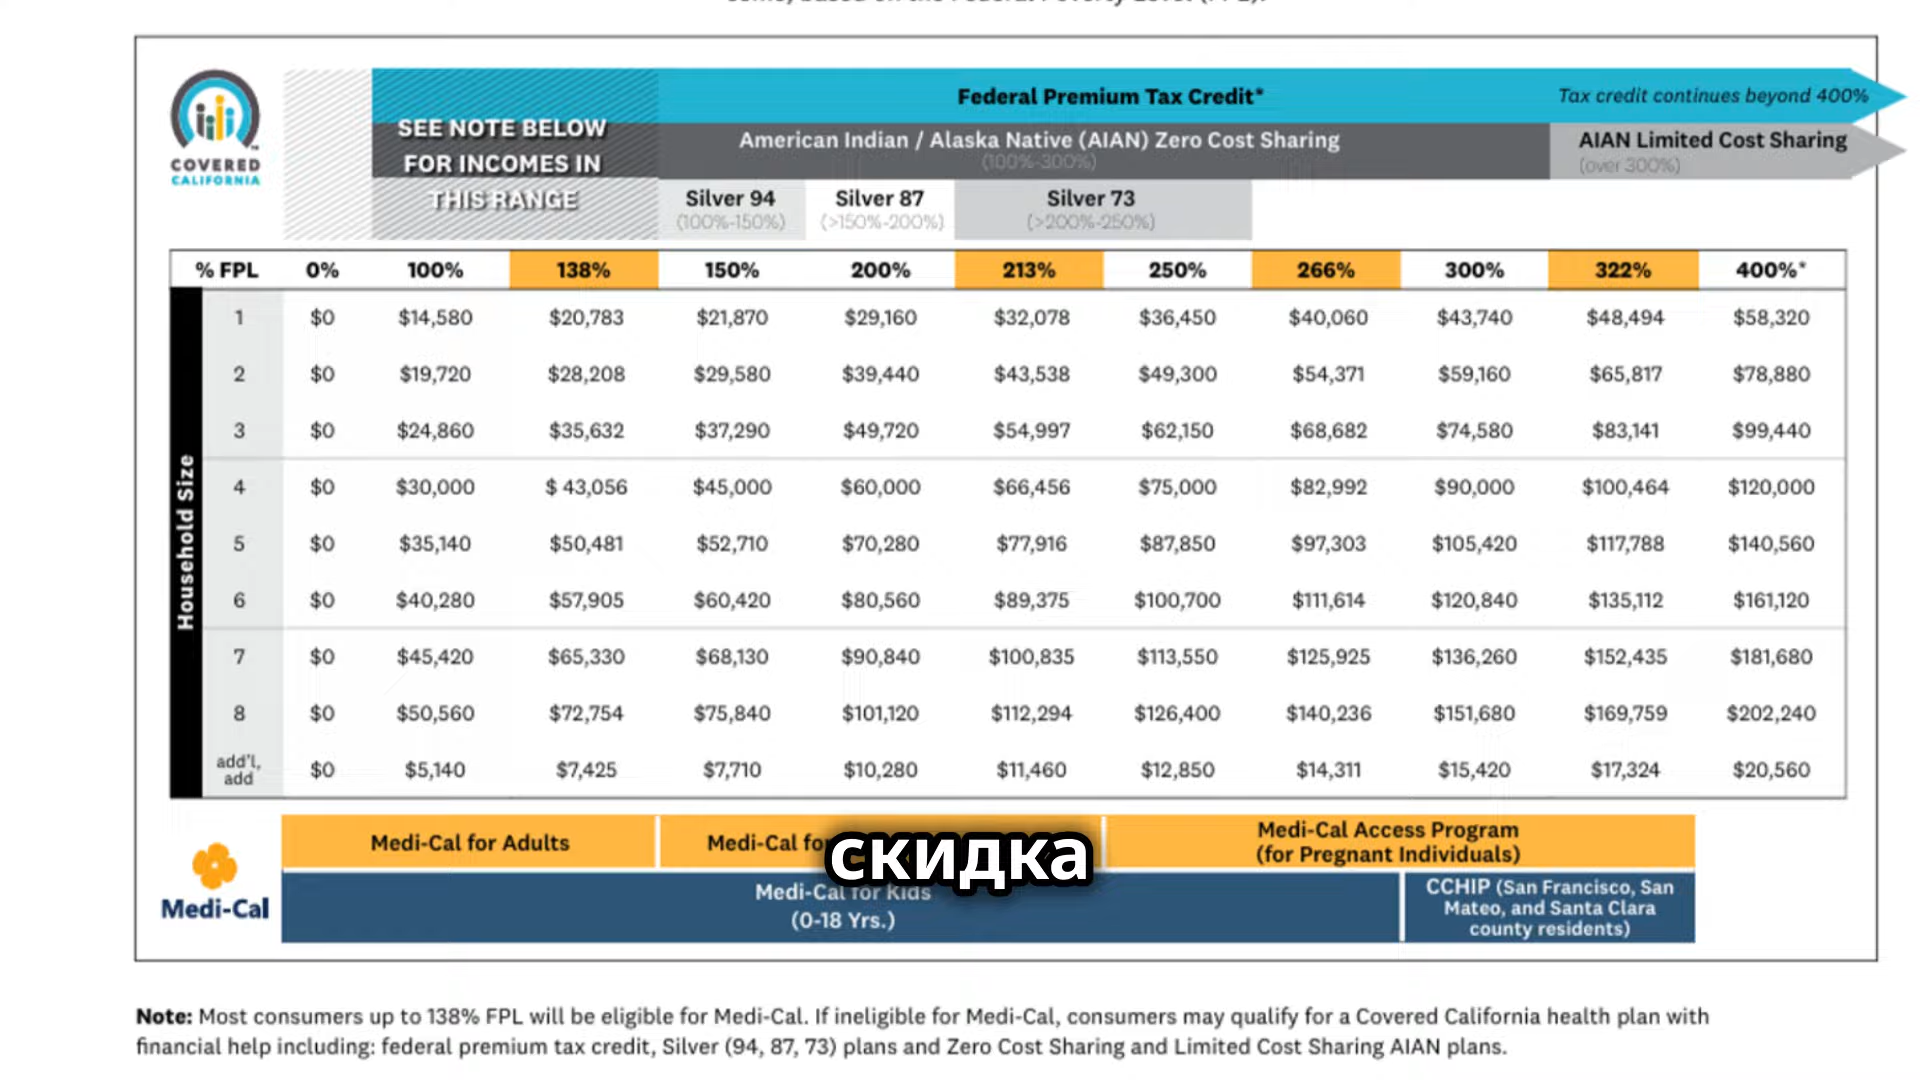 COVERED
CALIFORNIA
SEE NOTE BELOW
FOR INCOMES IN
THIS RANGE
Federal Premium Tax Credit*
Tax credit continues beyond 400%
American Indian / Alaska Native (AIAN) Zero Cost Sharing
(100%-300%)
AIAN Limited Cost Sharing
(over 300%)
Silver 94
(100%-150%)
Silver 87
(>150%-200%)
Silver 73
(>200%-250%)
% FPL 0% 100% 138% 150% 200% 213% 250% 266% 300% 322% 400%*
Household Size
1 $0 $14,580 $20,783 $21,870 $29,160 $32,078 $36,450 $40,060 $43,740 $48,494 $58,320
2 $0 $19,720 $28,208 $29,580 $39,440 $43,538 $49,300 $54,371 $59,160 $65,817 $78,880
3 $0 $24,860 $35,632 $37,290 $49,720 $54,997 $62,150 $68,682 $74,580 $83,141 $99,440
4 $0 $30,000 $ 43,056 $45,000 $60,000 $66,456 $75,000 $82,992 $90,000 $100,464 $120,000
5 $0 $35,140 $50,481 $52,710 $70,280 $77,916 $87,850 $97,303 $105,420 $117,788 $140,560
6 $0 $40,280 $57,905 $60,420 $80,560 $89,375 $100,700 $111,614 $120,840 $135,112 $161,120
7 $0 $45,420 $65,330 $68,130 $90,840 $100,835 $113,550 $125,925 $136,260 $152,435 $181,680
8 $0 $50,560 $72,754 $75,840 $101,120 $112,294 $126,400 $140,236 $151,680 $169,759 $202,240
add'l, add $0 $5,140 $7,425 $7,710 $10,280 $11,460 $12,850 $14,311 $15,420 $17,324 $20,560
Medi-Cal
Medi-Cal for Adults
Medi-Cal
скидка
Medi-Cal Access Program
(for Pregnant Individuals)
Medi-Cal for Kids
(0-18 Yrs.)
CCHIP (San Francisco, San
Mateo, and Santa Clara
county residents)
Note: Most consumers up to 138% FPL will be eligible for Medi-Cal. If ineligible for Medi-Cal, consumers may qualify for a Covered California health plan with
financial help including: federal premium tax credit, Silver (94, 87, 73) plans and Zero Cost Sharing and Limited Cost Sharing AIAN plans.